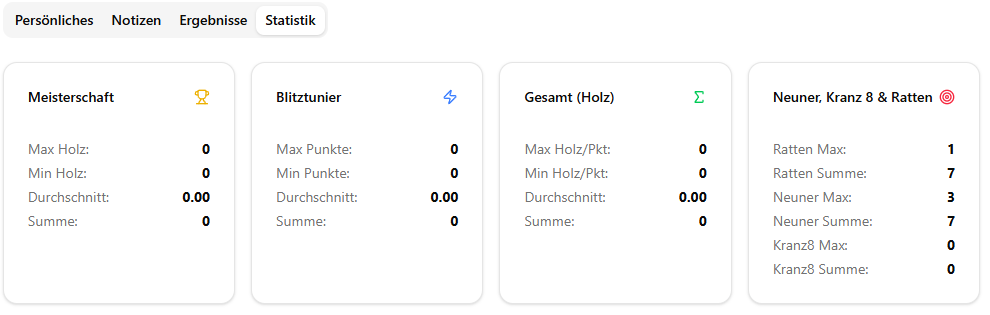 Persönliches Notizen Ergebnisse Statistik
Meisterschaft
Max Holz: 0
Min Holz: 0
Durchschnitt: 0.00
Summe: 0
Blitztunier
Max Punkte: 0
Min Punkte: 0
Durchschnitt: 0.00
Summe: 0
Gesamt (Holz)
Max Holz/Pkt: 0
Min Holz/Pkt: 0
Durchschnitt: 0.00
Summe: 0
Neuner, Kranz 8 & Ratten
Ratten Max: 1
Ratten Summe: 7
Neuner Max: 3
Neuner Summe: 7
Kranz8 Max: 0
Kranz8 Summe: 0